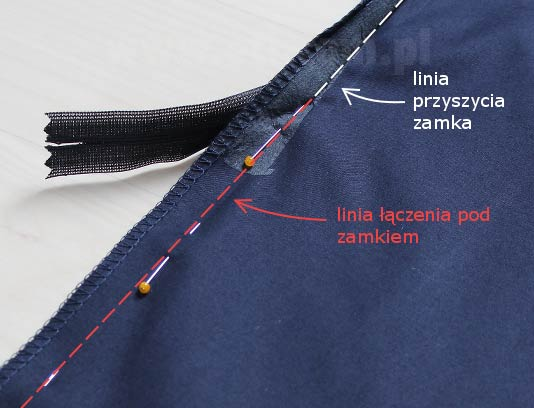 linia
przyszycia
zamka
linia łączenia pod
zamkiem